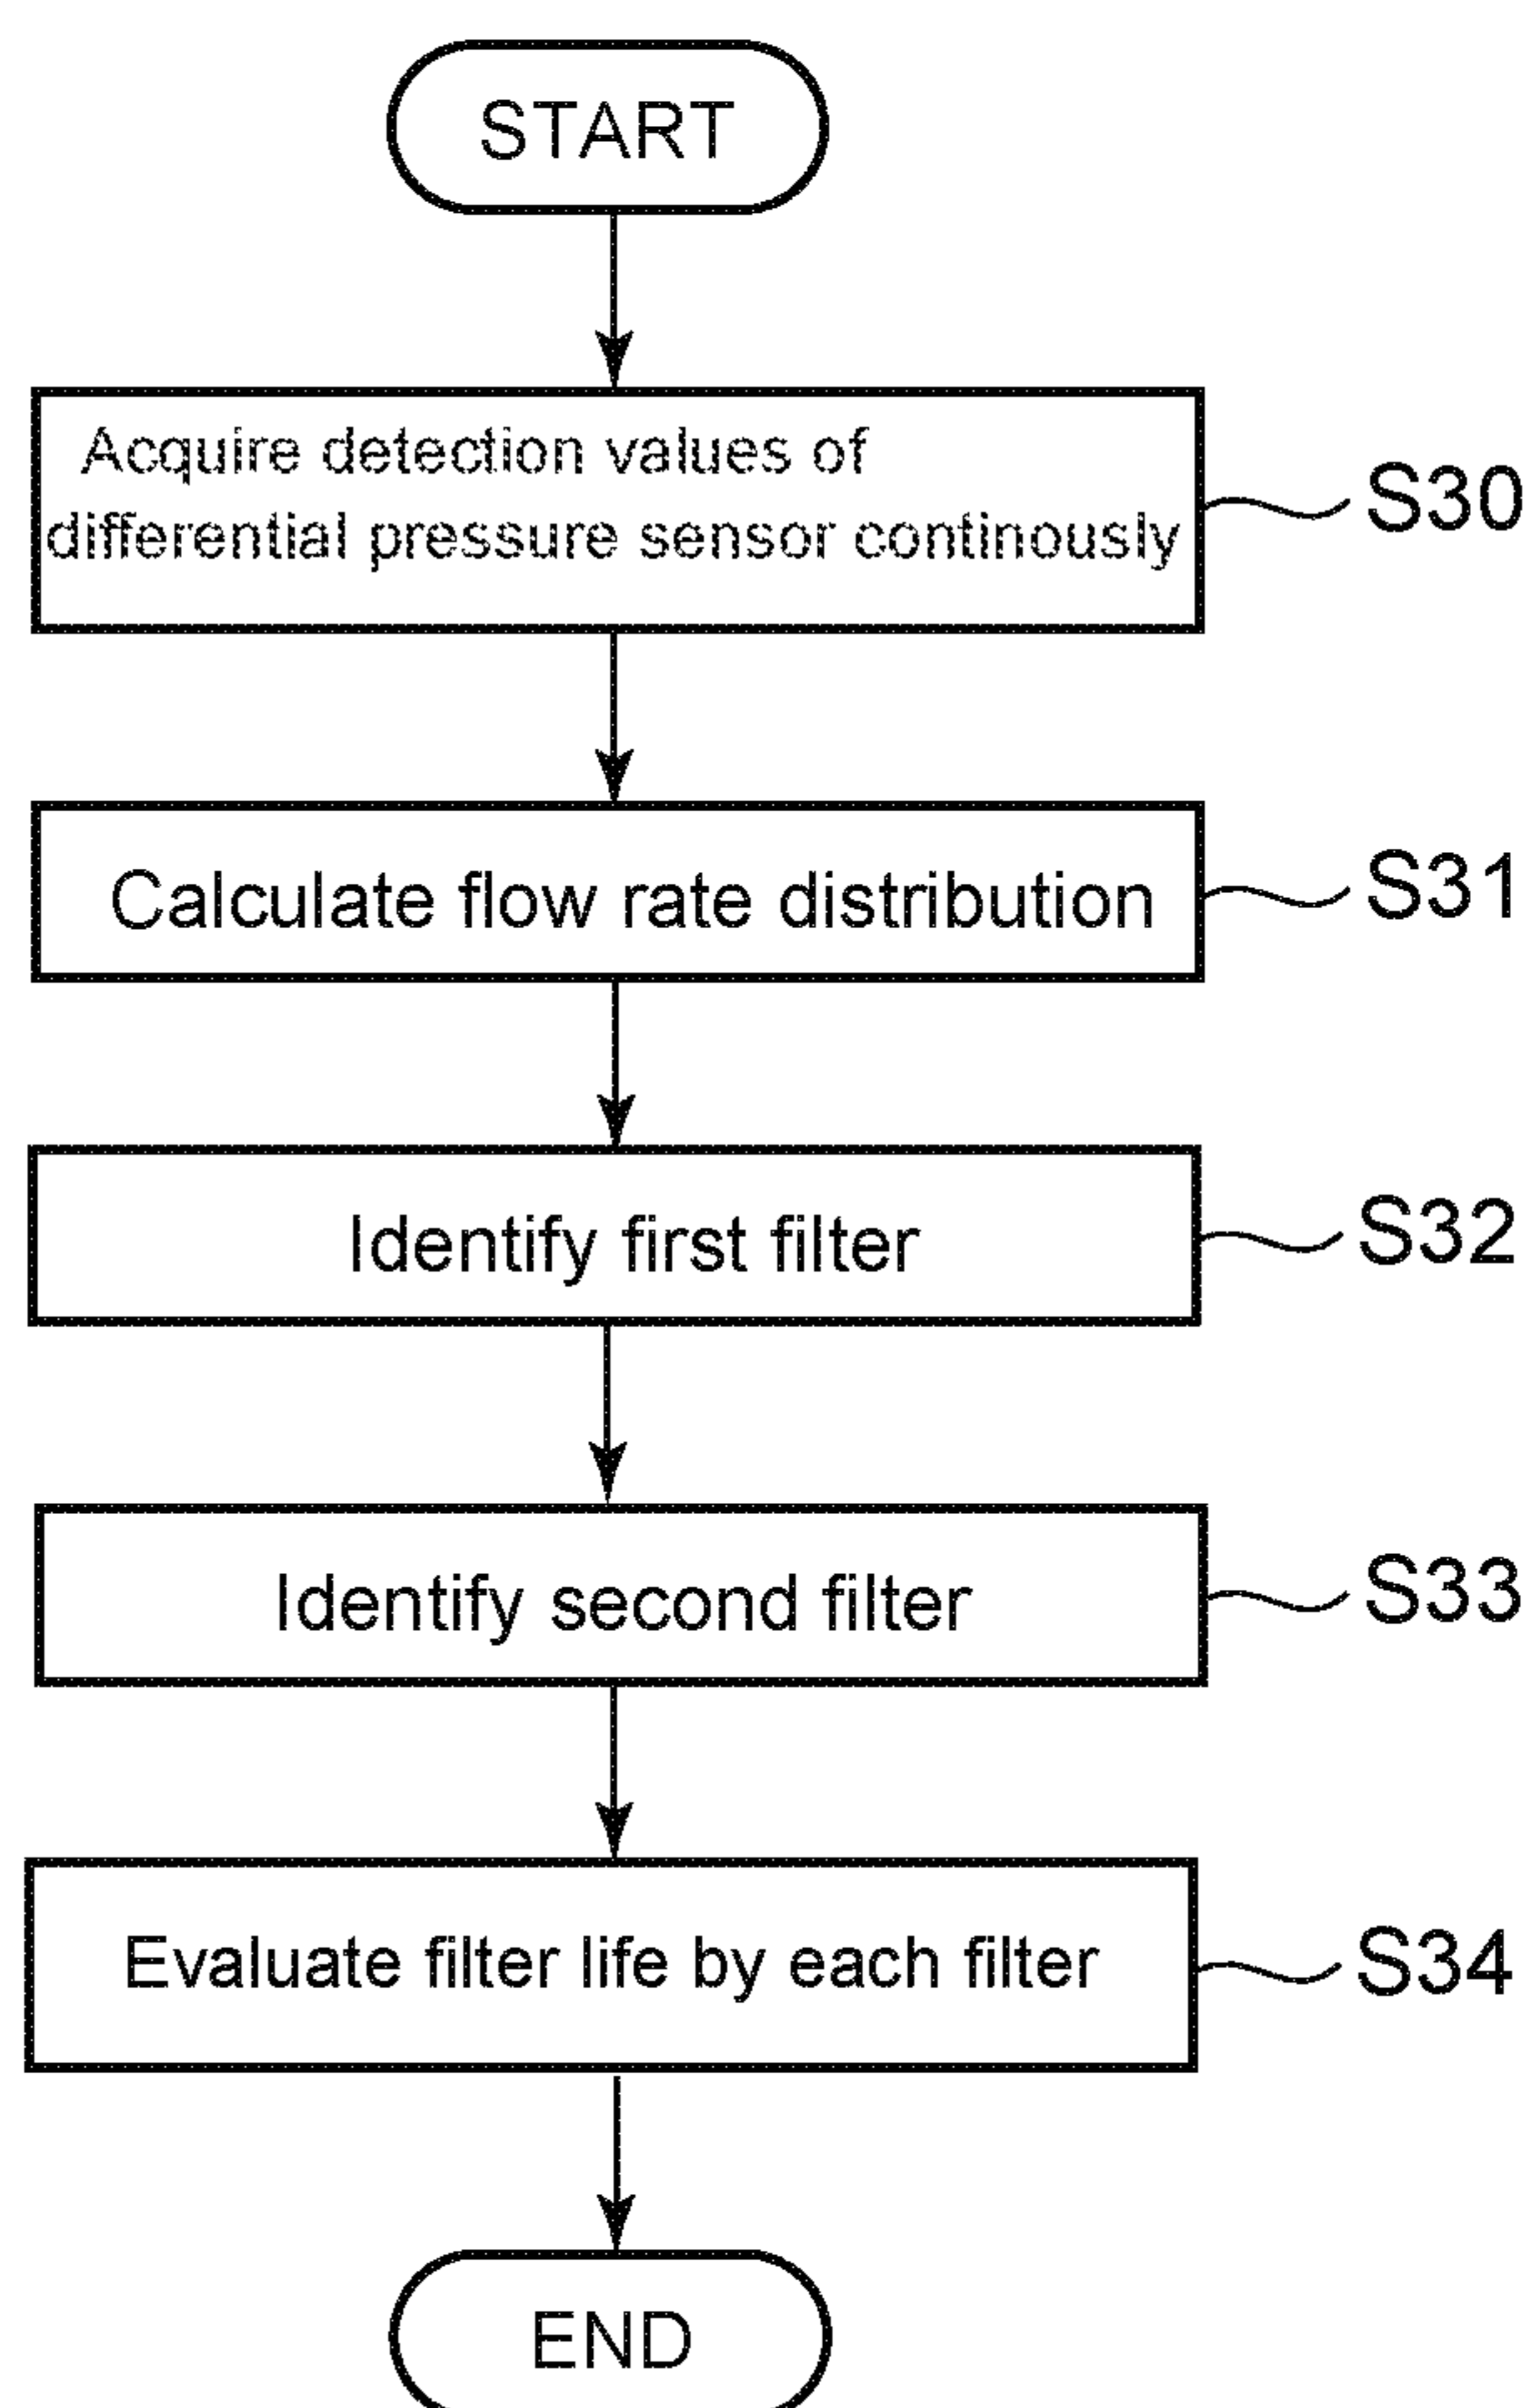 START
Acquire detection values of
differential pressure sensor continously
S30
Calculate flow rate distribution
S31
Identify first filter
S32
Identify second filter
S33
Evaluate filter life by each filter
S34
END